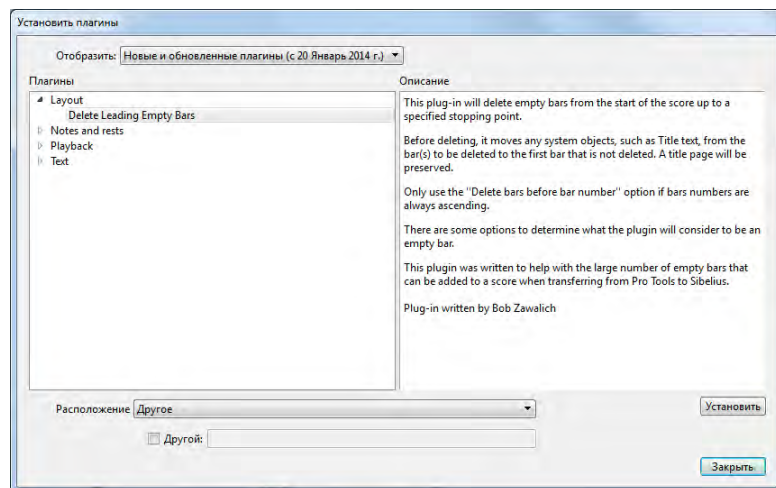 Установить плагины
Отобразить: Новые и обновленные плагины (с 20 Январь 2014 г.)
Плагины
Layout
Delete Leading Empty Bars
Notes and rests
Playback
Text
Описание
This plug-in will delete empty bars from the start of the score up to a
specified stopping point.
Before deleting, it moves any system objects, such as Title text, from the
bar(s) to be deleted to the first bar that is not deleted. A title page will be
preserved.
Only use the "Delete bars before bar number" option if bars numbers are
always ascending.
There are some options to determine what the plugin will consider to be an
empty bar.
This plugin was written to help with the large number of empty bars that
can be added to a score when transferring from Pro Tools to Sibelius.
Plug-in written by Bob Zawalich
Расположение Другое
Установить
Другой:
Закрыть